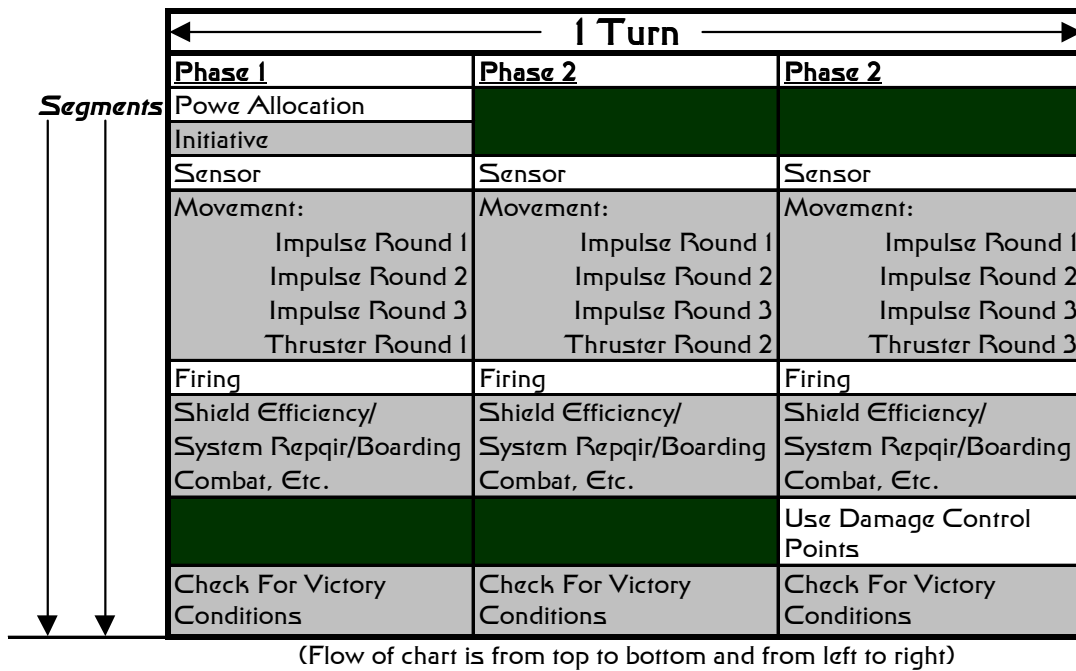 1 Turn
Phase 1
Phase 2
Phase 2
Segments
Powe Allocation
Initiative
Sensor
Sensor
Sensor
Movement:
Movement:
Movement:
Impulse Round 1
Impulse Round 1
Impulse Round 1
Impulse Round 2
Impulse Round 2
Impulse Round 2
Impulse Round 3
Impulse Round 3
Impulse Round 3
Thruster Round 1
Thruster Round 2
Thruster Round 3
Firing
Firing
Firing
Shield Efficiency/
System Repqir/Boarding
Combat, Etc.
Shield Efficiency/
System Repqir/Boarding
Combat, Etc.
Shield Efficiency/
System Repqir/Boarding
Combat, Etc.
Use Damage Control
Points
Check For Victory
Conditions
Check For Victory
Conditions
Check For Victory
Conditions
(Flow of chart is from top to bottom and from left to right)